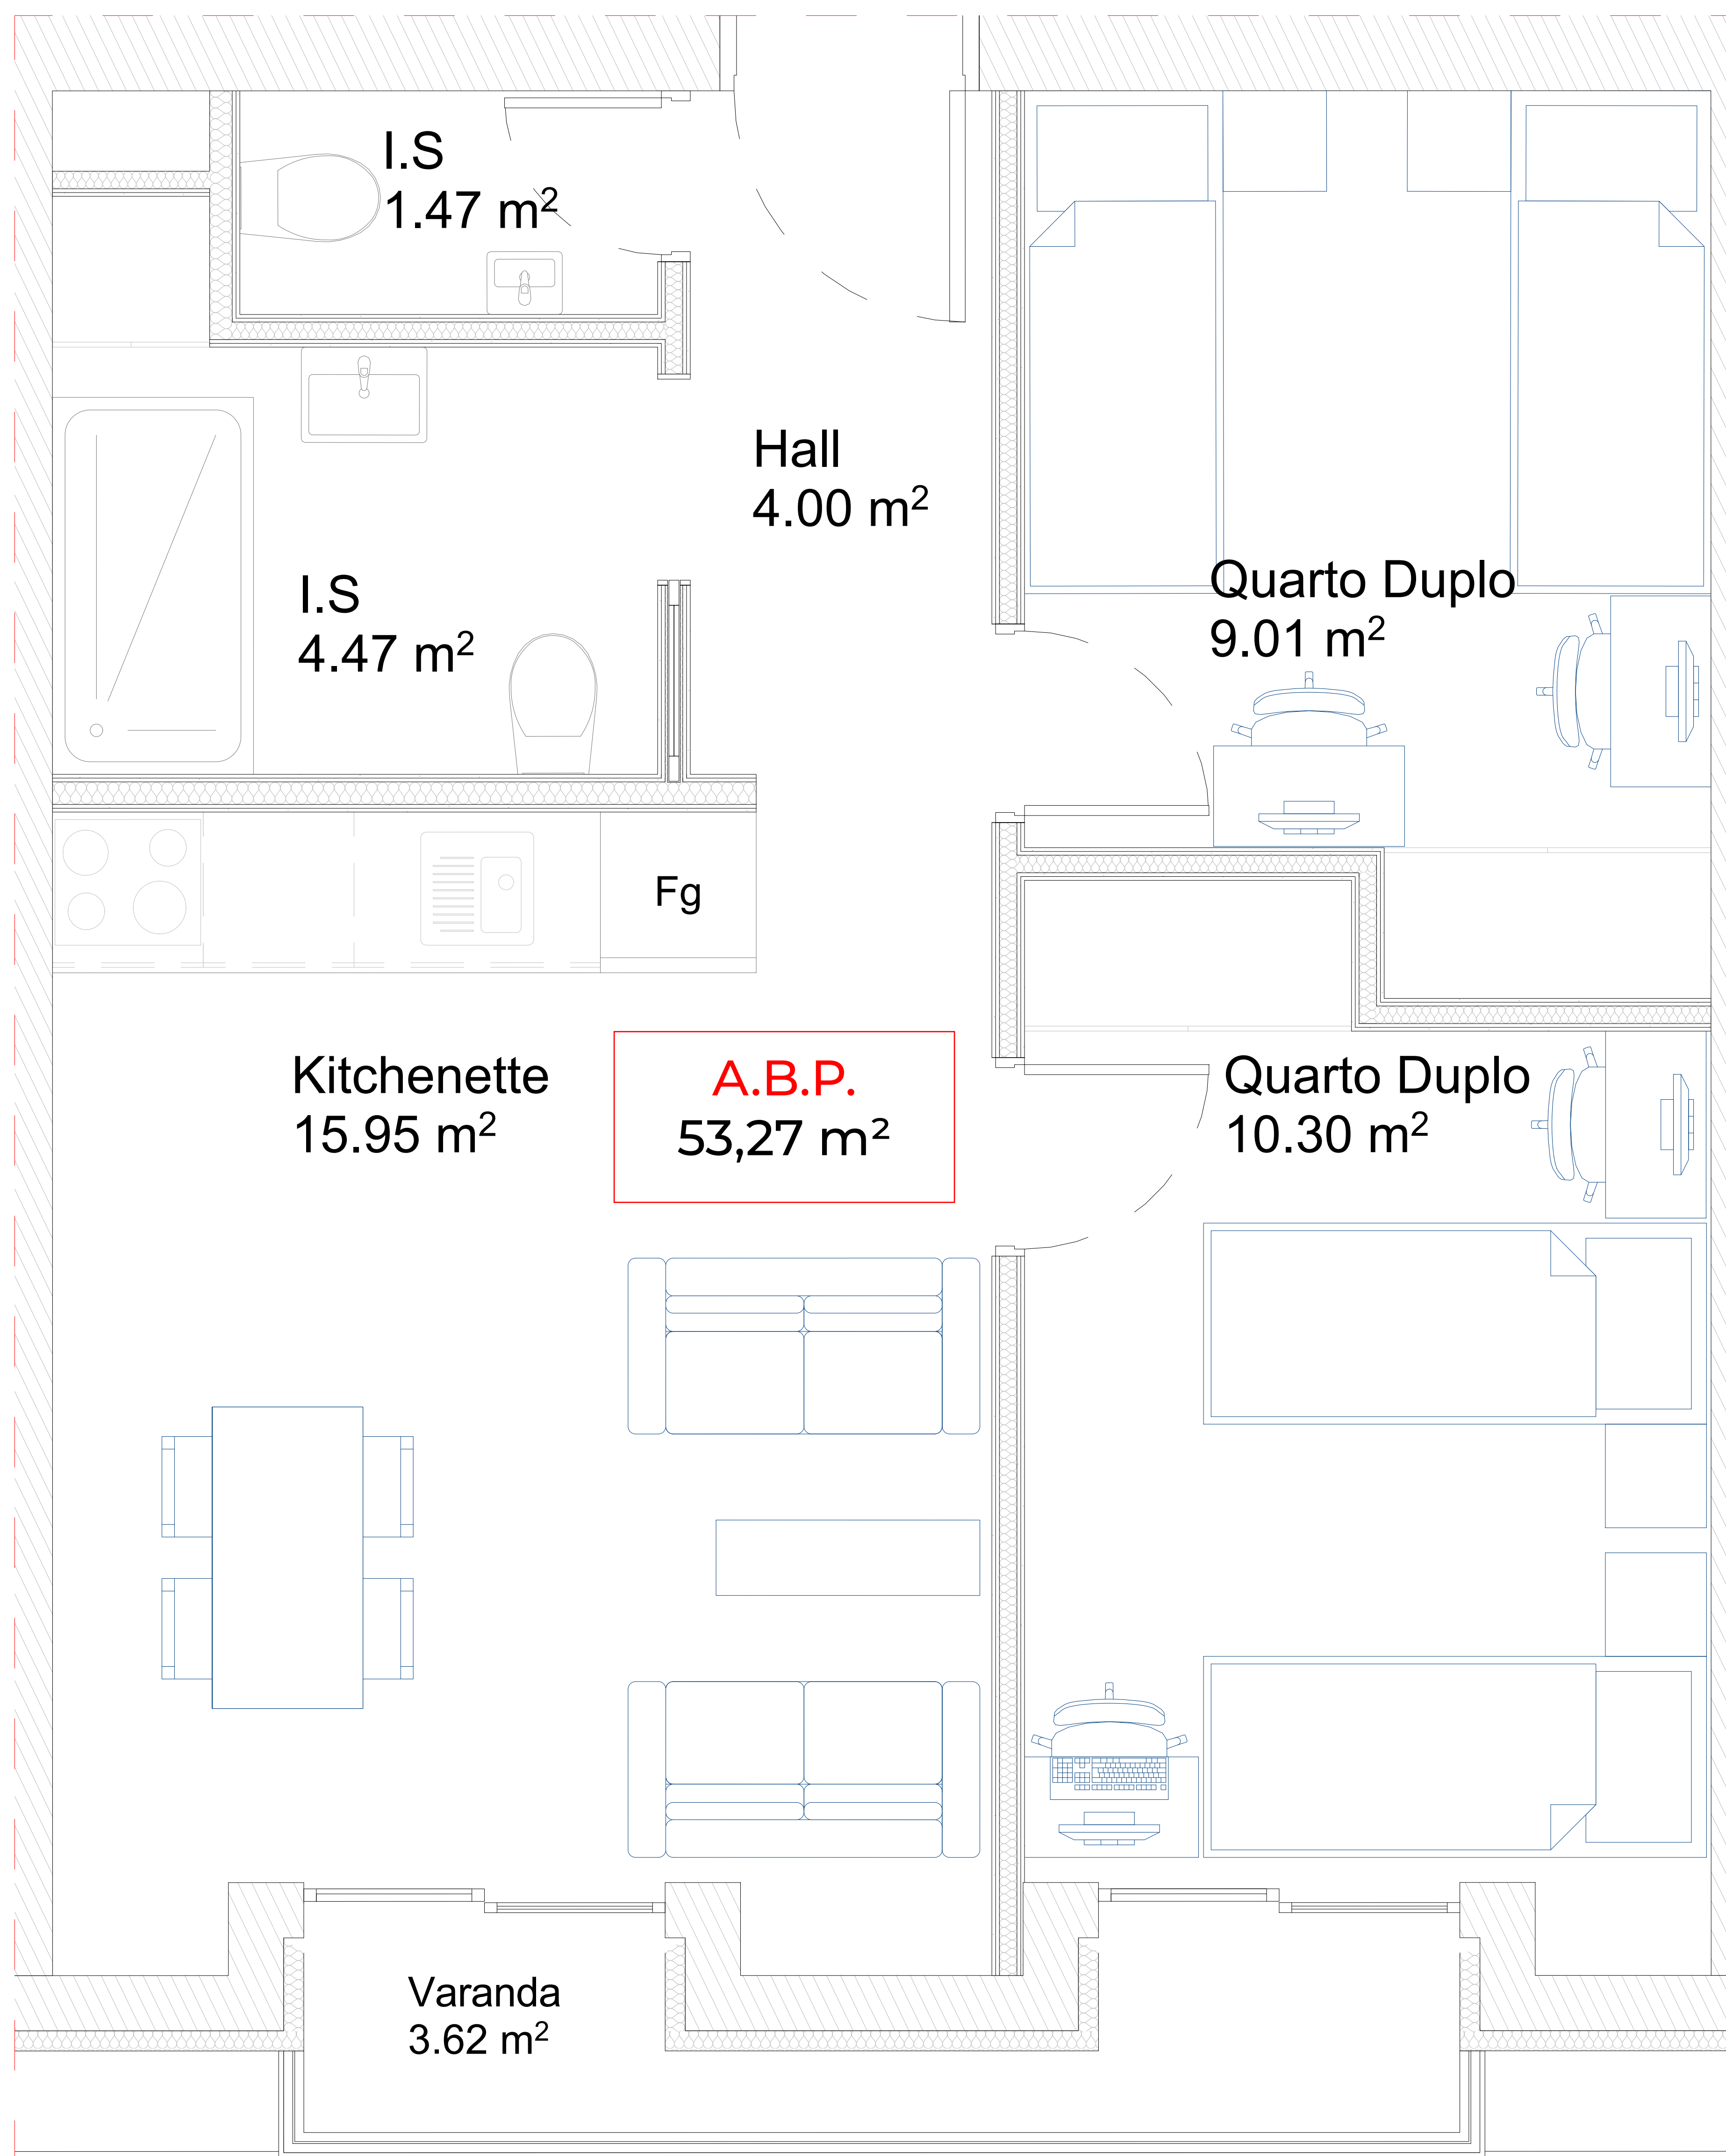 I.S
1.47 m²
Hall
4.00 m²
I.S
4.47 m²
Quarto Duplo
9.01 m²
Fg
Kitchenette
15.95 m²
A.B.P.
53,27 m²
Quarto Duplo
10.30 m²
Varanda
3.62 m²